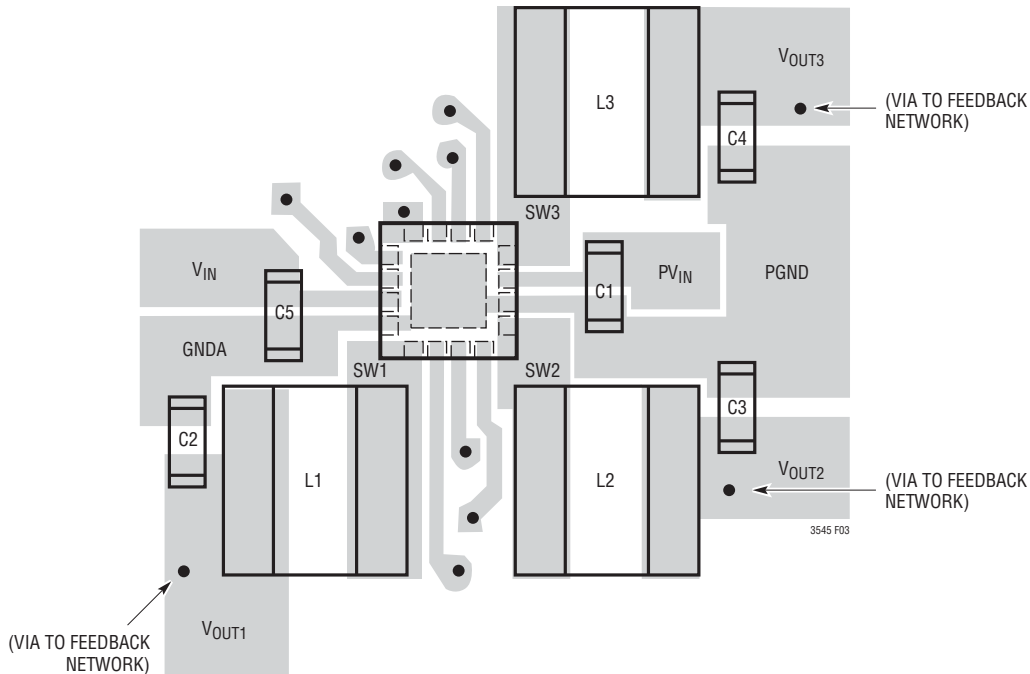 VOUT3
L3
(VIA TO FEEDBACK
NETWORK)
C4
SW3
VIN
PVIN
PGND
C1
C5
GNDA
SW1
SW2
C3
C2
L1
L2
VOUT2
(VIA TO FEEDBACK
NETWORK)
3545 F03
VOUT1
(VIA TO FEEDBACK
NETWORK)